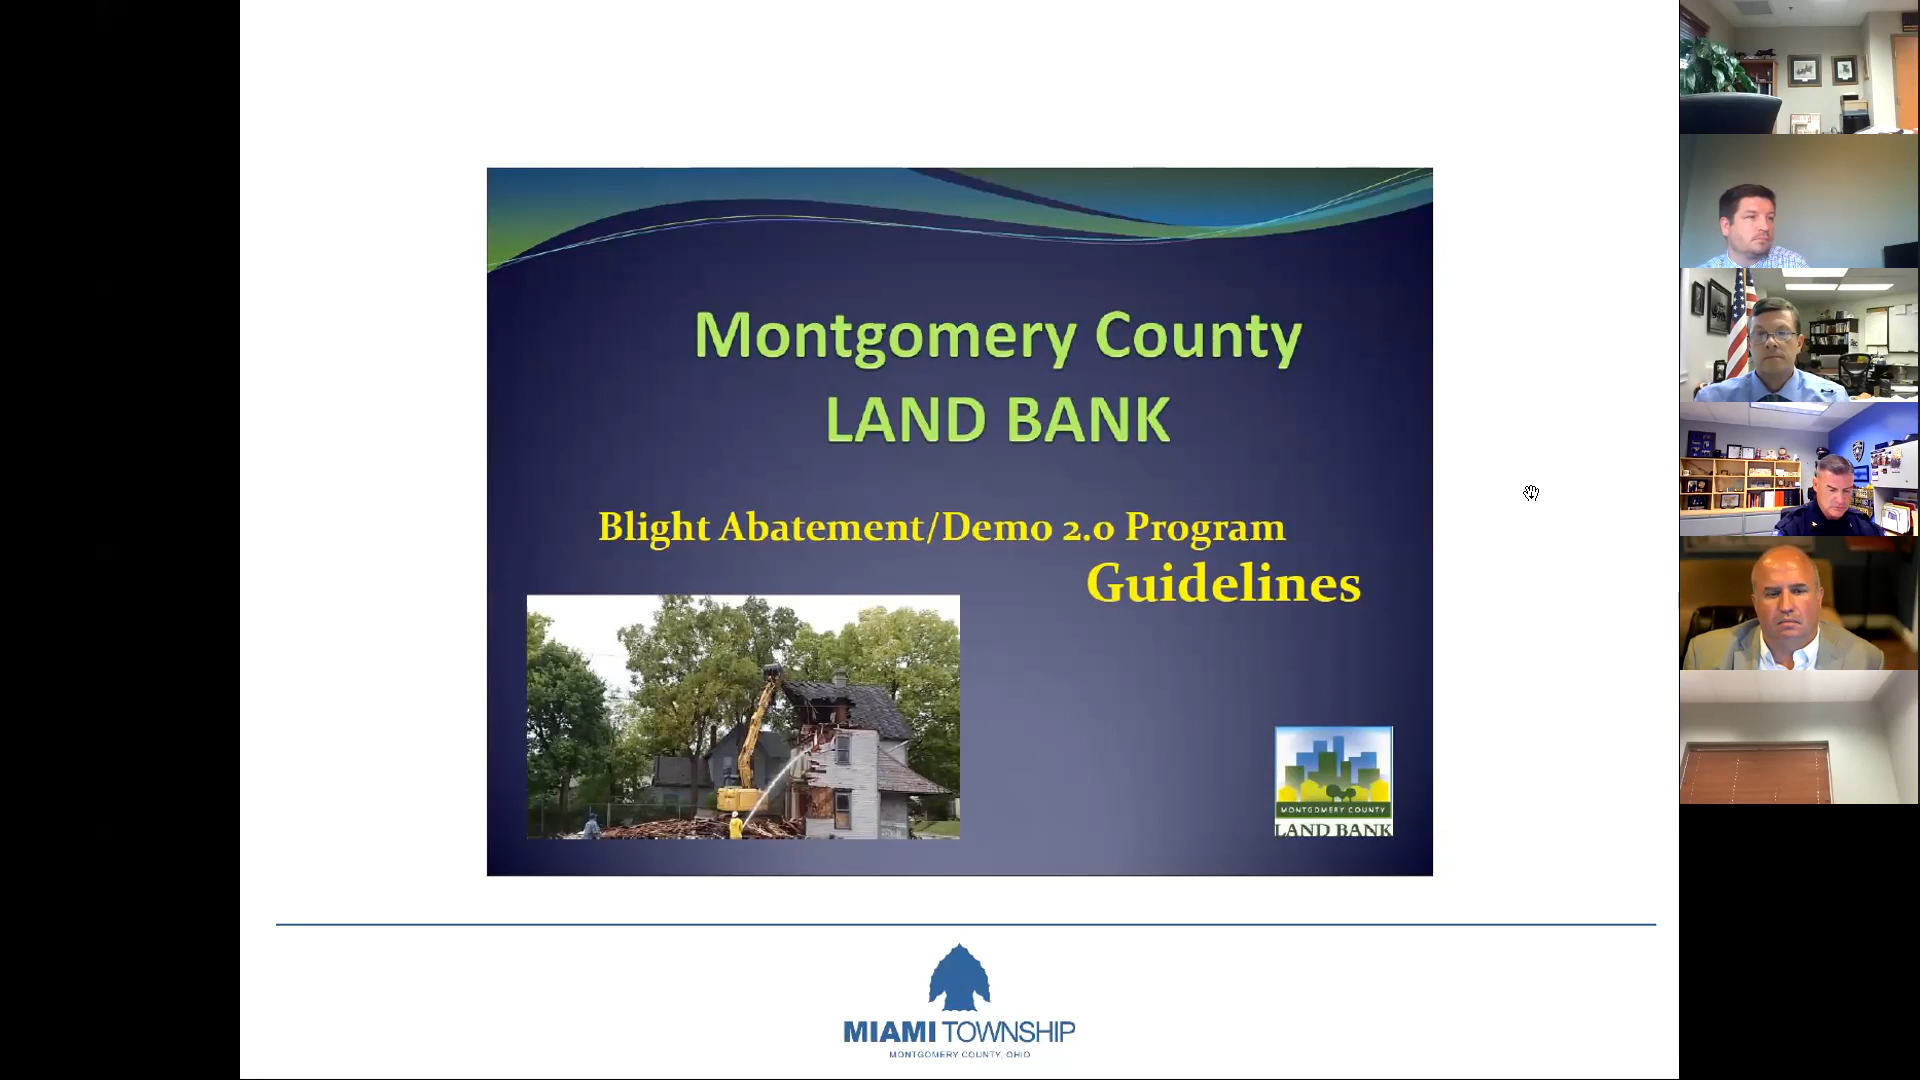 Montgomery County
LAND BANK
Blight Abatement/Demo 2.0 Program
Guidelines
MONTGOMERY COUNTY
LAND BANK
MIAMI TOWNSHIP
MONTGOMERY COUNTY, OHIO